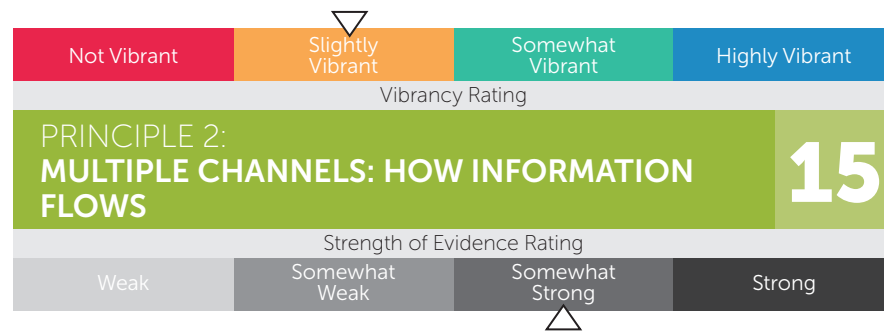 Not Vibrant
Slightly
Vibrant
Somewhat
Vibrant
Highly Vibrant
Vibrancy Rating
PRINCIPLE 2:
MULTIPLE CHANNELS: HOW INFORMATION
FLOWS
15
Strength of Evidence Rating
Weak
Somewhat
Weak
Somewhat
Strong
Strong